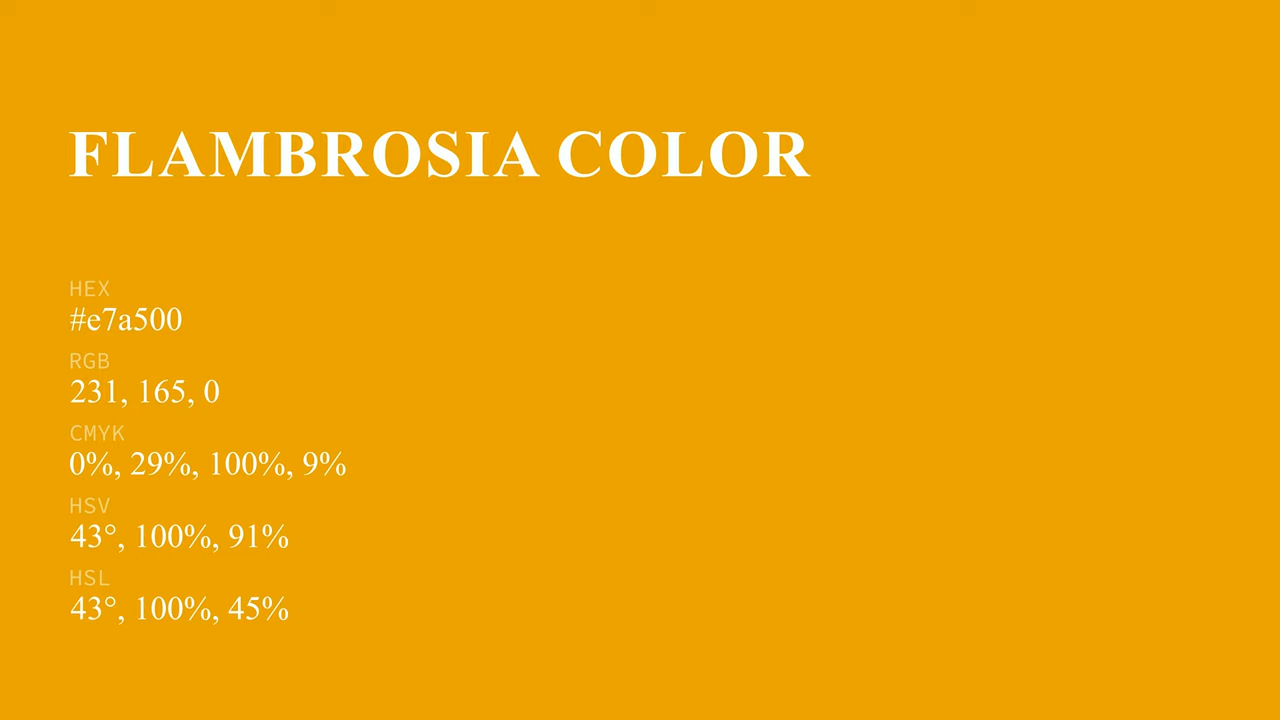 FLAMBROSIA COLOR
HEX
#e7a500
RGB
231, 165, 0
CMYK
0%, 29%, 100%, 9%
HSV
43°, 100%, 91%
HSL
43°, 100%, 45%